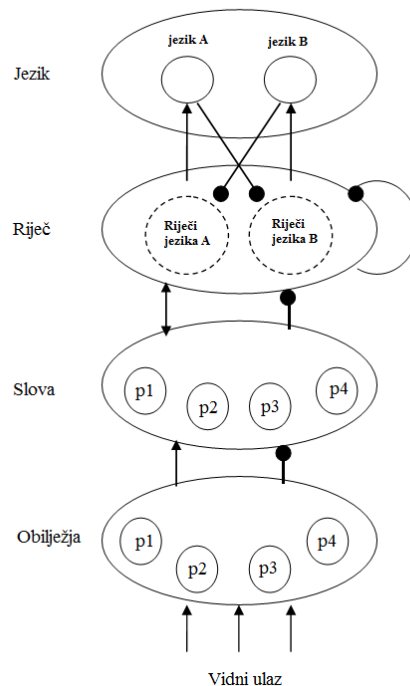 jezik A
jezik B
Jezik
Riječ
Riječi
jezika A
Riječi
jezika B
Slova
p1
p2
p3
p4
Obilježja
p1
p2
p3
p4
Vidni ulaz